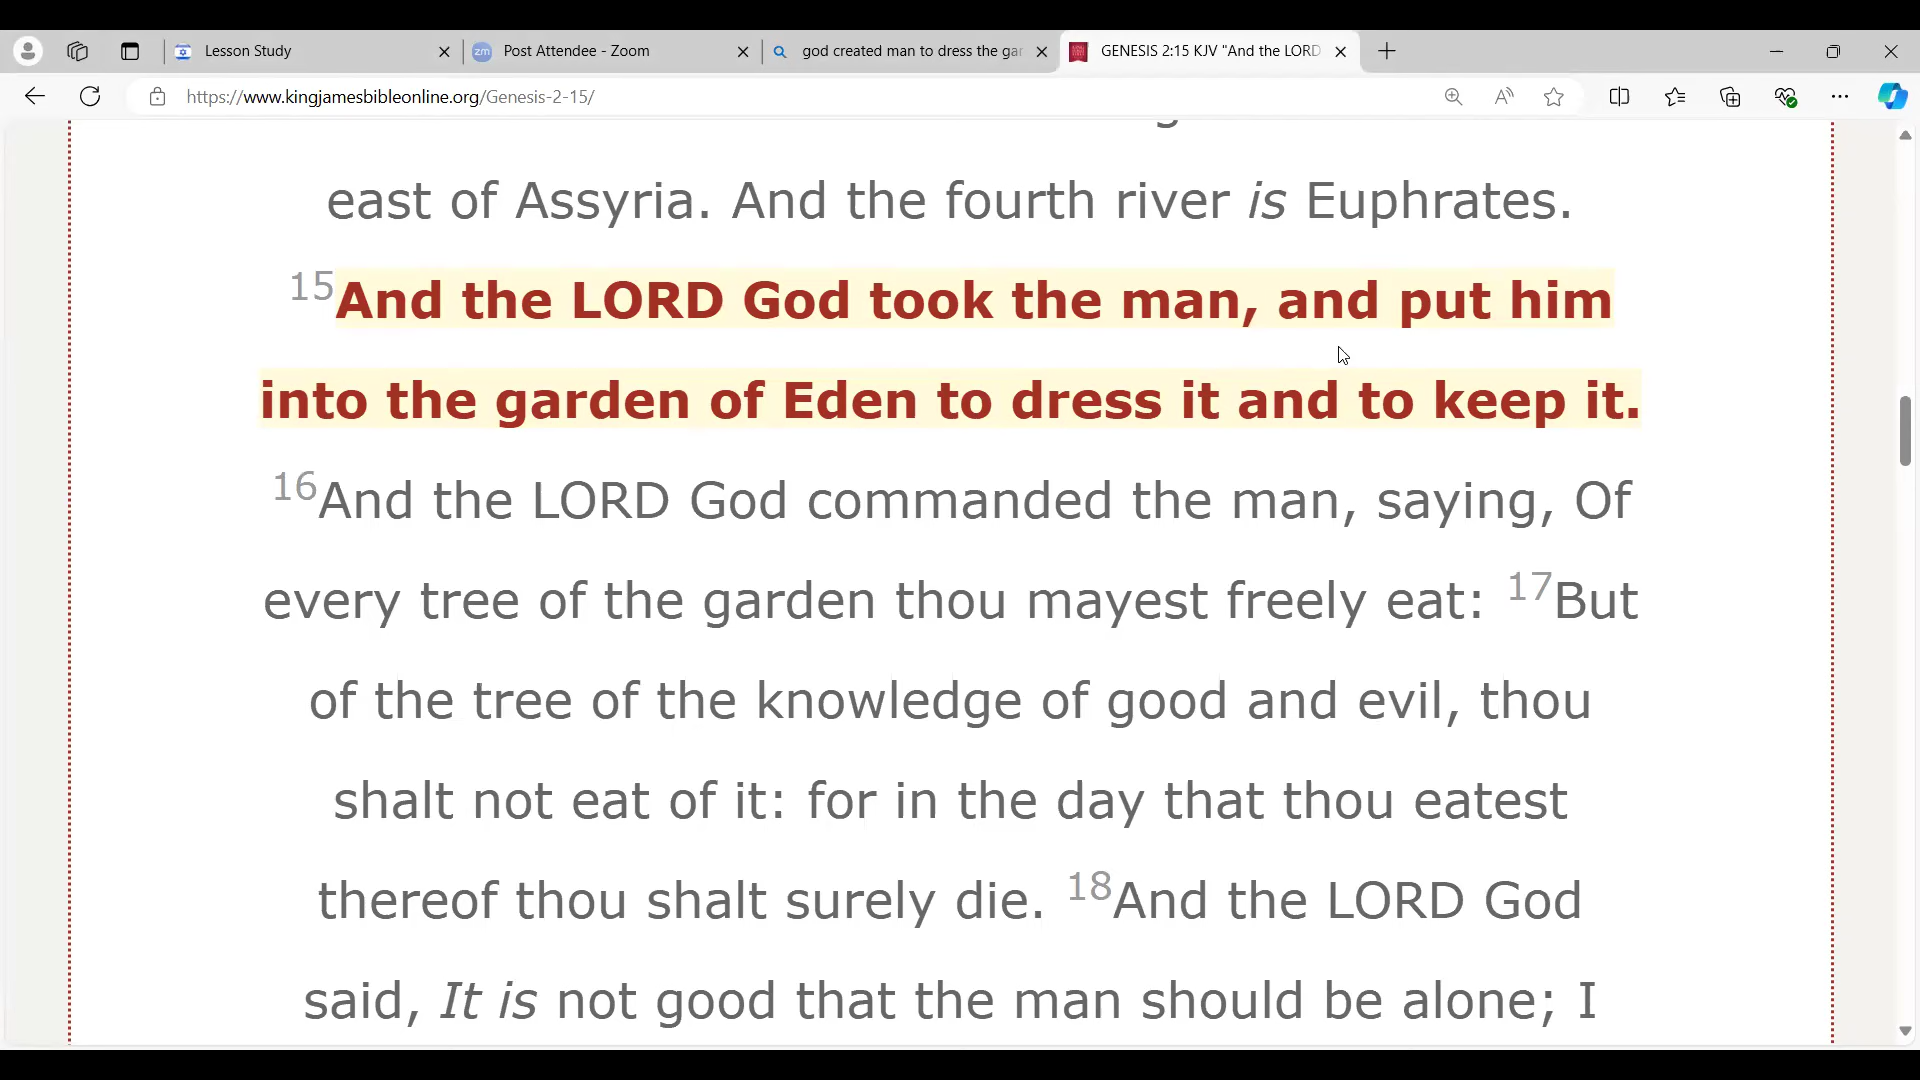 Lesson Study
Post Attendee - Zoom
god created man to dress the gar
GENESIS 2:15 KJV "And the LORD
https://www.kingjamesbibleonline.org/Genesis-2-15/
east of Assyria. And the fourth river is Euphrates.
15And the LORD God took the man, and put him
into the garden of Eden to dress it and to keep it.
16And the LORD God commanded the man, saying, Of
every tree of the garden thou mayest freely eat: 17But
of the tree of the knowledge of good and evil, thou
shalt not eat of it: for in the day that thou eatest
thereof thou shalt surely die. 18And the LORD God
said, It is not good that the man should be alone; I